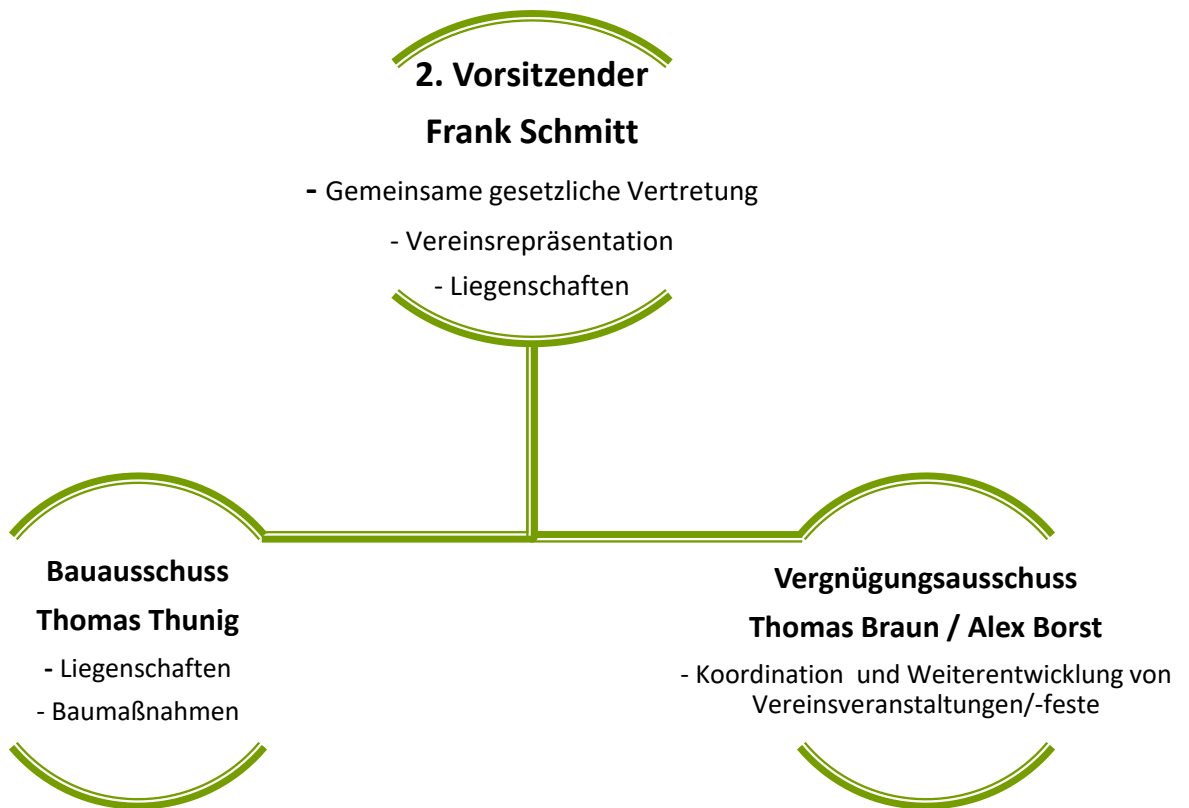 2. Vorsitzender
Frank Schmitt
- Gemeinsame gesetzliche Vertretung
- Vereinsrepräsentation
- Liegenschaften
Bauausschuss
Thomas Thunig
- Liegenschaften
- Baumaßnahmen
Vergnügungsausschuss
Thomas Braun / Alex Borst
- Koordination und Weiterentwicklung von
Vereinsveranstaltungen/-feste